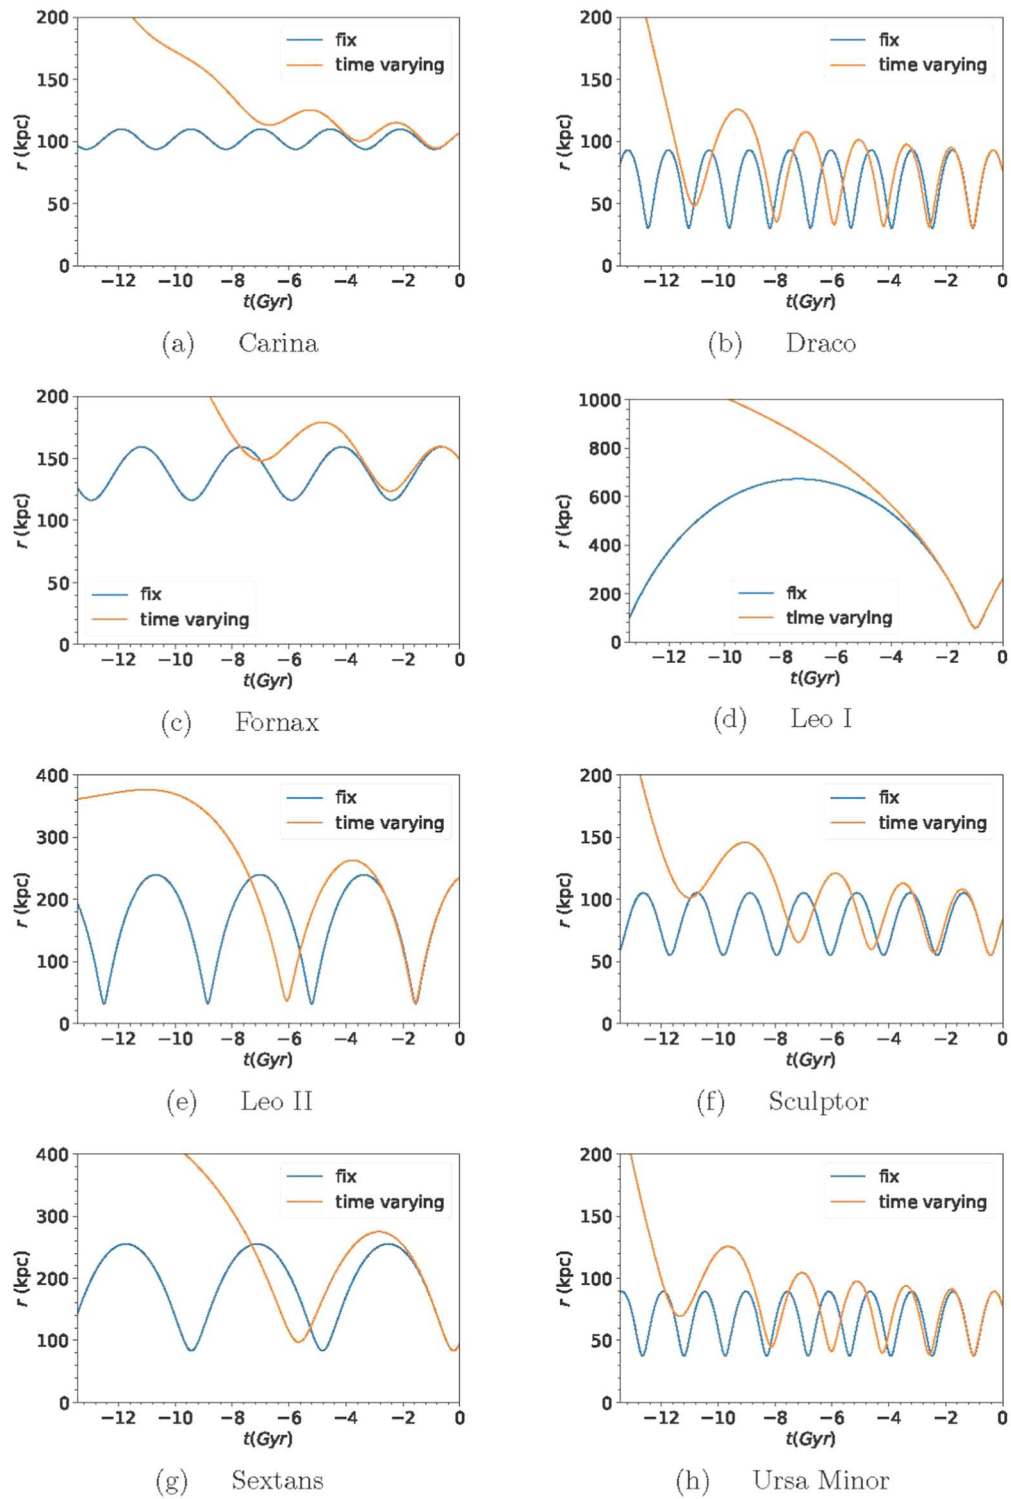 200
150
100
50
0
r (kpc)
fix
time varying
−12 −10 −8 −6 −4 −2 0
t(Gyr)
(a) Carina
200
150
100
50
0
r (kpc)
fix
time varying
−12 −10 −8 −6 −4 −2 0
t(Gyr)
(b) Draco
200
150
100
50
0
r (kpc)
fix
time varying
−12 −10 −8 −6 −4 −2 0
t(Gyr)
(c) Fornax
1000
800
600
400
200
0
r (kpc)
fix
time varying
−12 −10 −8 −6 −4 −2 0
t(Gyr)
(d) Leo I
400
300
200
100
0
r (kpc)
fix
time varying
−12 −10 −8 −6 −4 −2 0
t(Gyr)
(e) Leo II
200
150
100
50
0
r (kpc)
fix
time varying
−12 −10 −8 −6 −4 −2 0
t(Gyr)
(f) Sculptor
400
300
200
100
0
r (kpc)
fix
time varying
−12 −10 −8 −6 −4 −2 0
t(Gyr)
(g) Sextans
200
150
100
50
0
r (kpc)
fix
time varying
−12 −10 −8 −6 −4 −2 0
t(Gyr)
(h) Ursa Minor